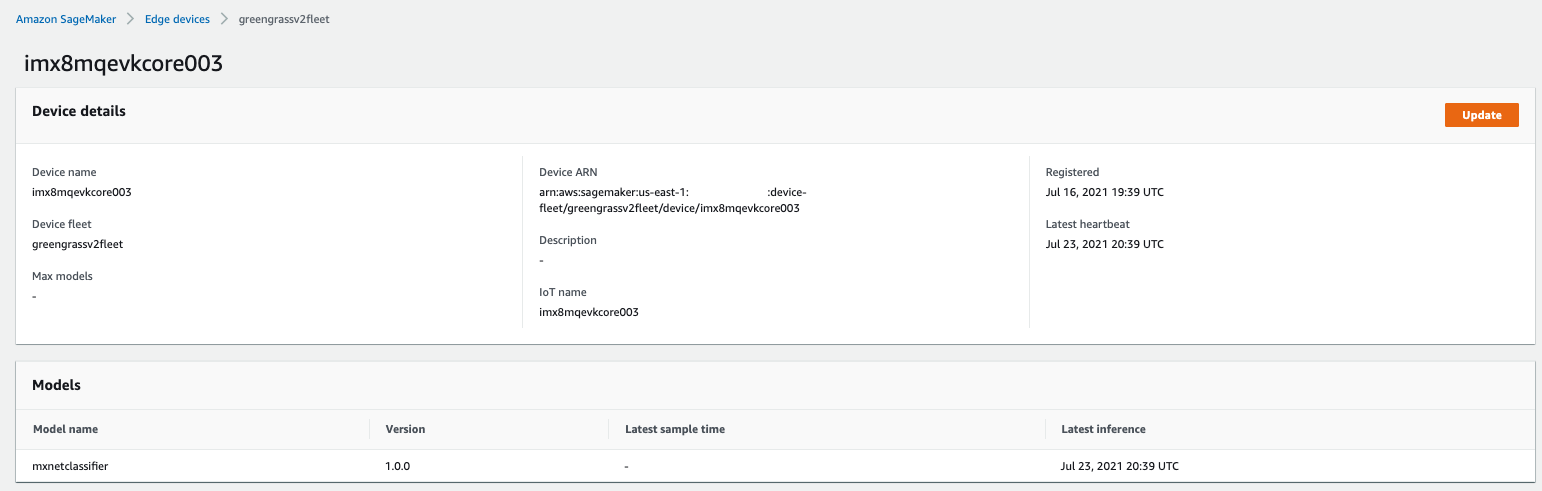 Amazon SageMaker > Edge devices > greengrassv2fleet
imx8mqevkcore003
Device details
Update
Device name
imx8mqevkcore003
Device fleet
greengrassv2fleet
Max models
-
Device ARN
arn:aws:sagemaker:us-east-1: :device-
fleet/greengrassv2fleet/device/imx8mqevkcore003
Description
-
IoT name
imx8mqevkcore003
Registered
Jul 16, 2021 19:39 UTC
Latest heartbeat
Jul 23, 2021 20:39 UTC
Models
Model name Version Latest sample time Latest inference
mxnetclassifier 1.0.0 - Jul 23, 2021 20:39 UTC